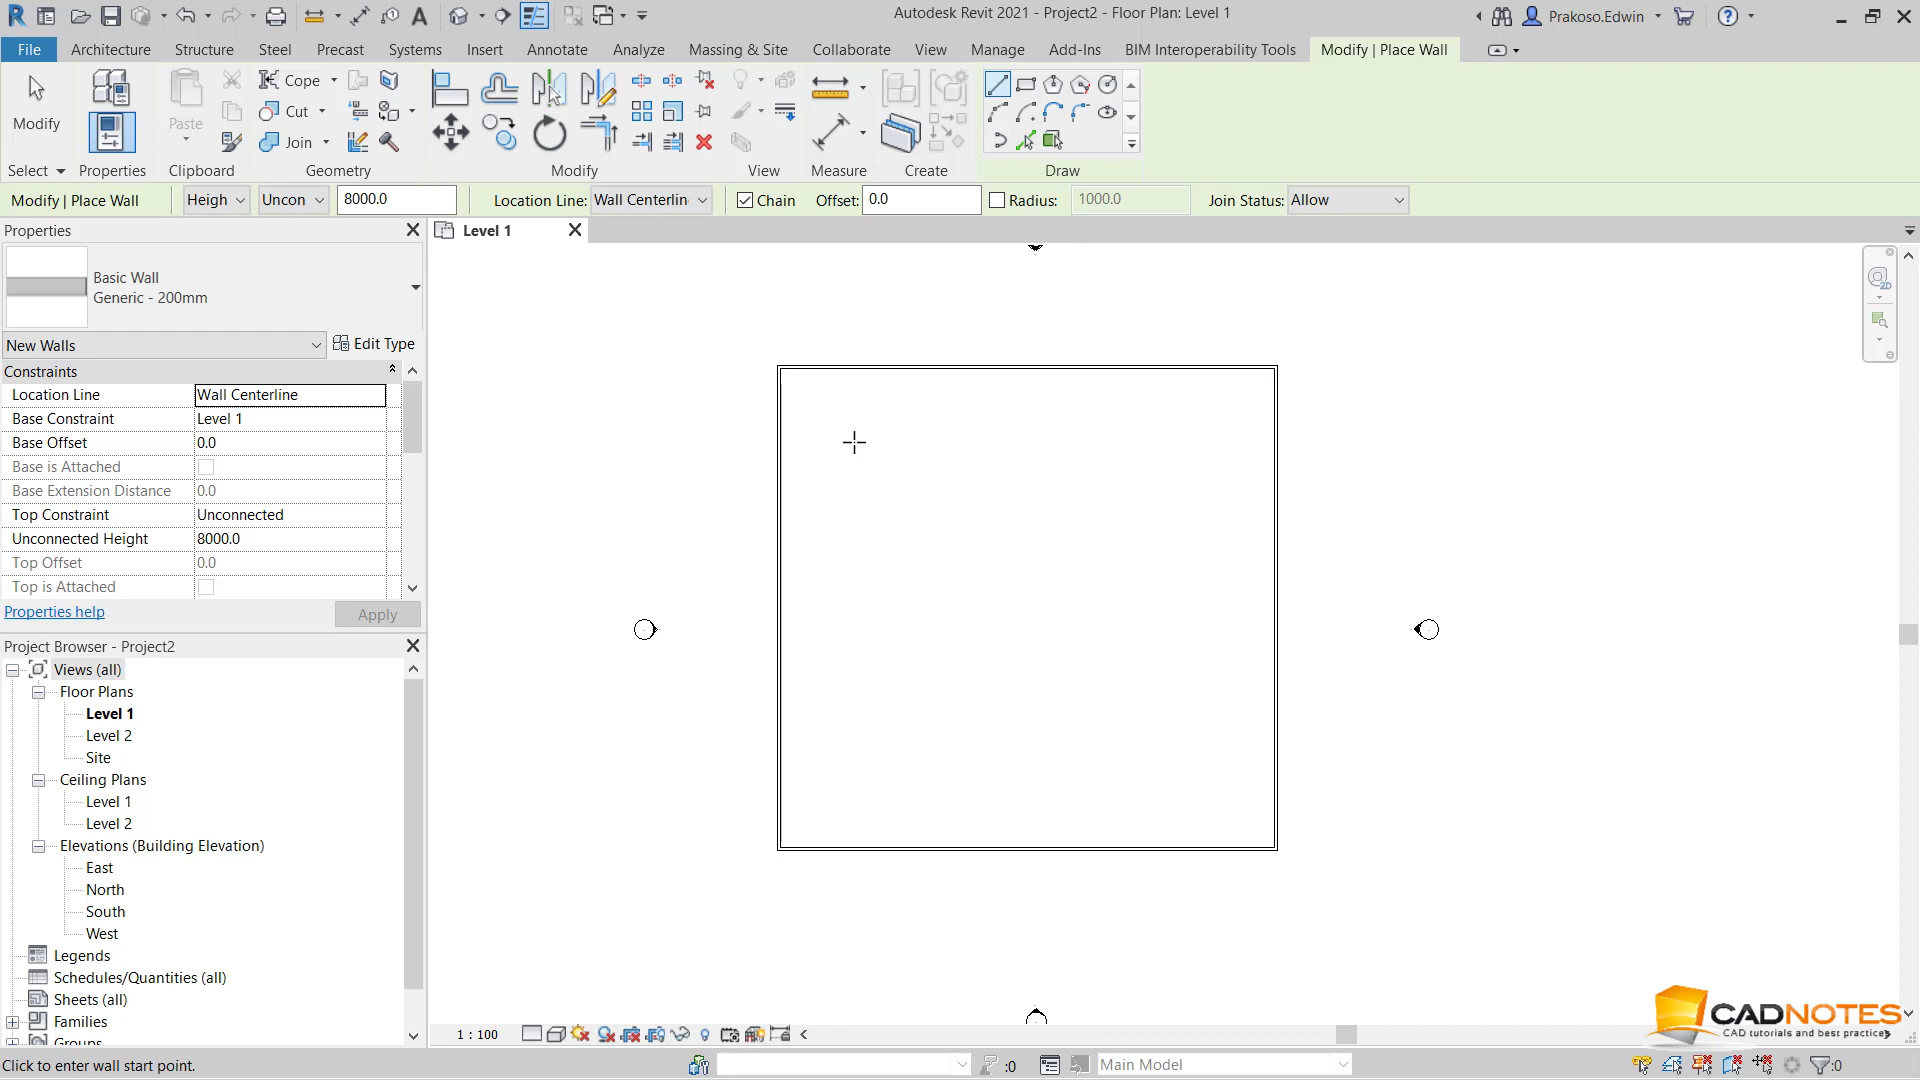 Autodesk Revit 2021 - Project2 - Floor Plan: Level 1
Prakoso.Edwin
File Architecture Structure Steel Precast Systems Insert Annotate Analyze Massing & Site Collaborate View Manage Add-Ins BIM Interoperability Tools Modify | Place Wall
Modify Paste Cope Cut Join
Select Properties Clipboard Geometry Modify View Measure Create Draw
Modify | Place Wall Heigh Uncon 8000.0 Location Line: Wall Centerlin Chain Offset: 0.0 Radius: 1000.0 Join Status: Allow
Properties
Level 1
2D
Basic Wall
Generic - 200mm
New Walls Edit Type
Constraints
Location Line Wall Centerline
Base Constraint Level 1
Base Offset 0.0
Base is Attached
Base Extension Distance 0.0
Top Constraint Unconnected
Unconnected Height 8000.0
Top Offset 0.0
Top is Attached
Properties help Apply
Project Browser - Project2
Views (all)
Floor Plans
Level 1
Level 2
Site
Ceiling Plans
Level 1
Level 2
Elevations (Building Elevation)
East
North
South
West
Legends
Schedules/Quantities (all)
Sheets (all)
Families
Groups
1 : 100
CADNOTES
CAD tutorials and best practices
Click to enter wall start point. :0 Main Model :0